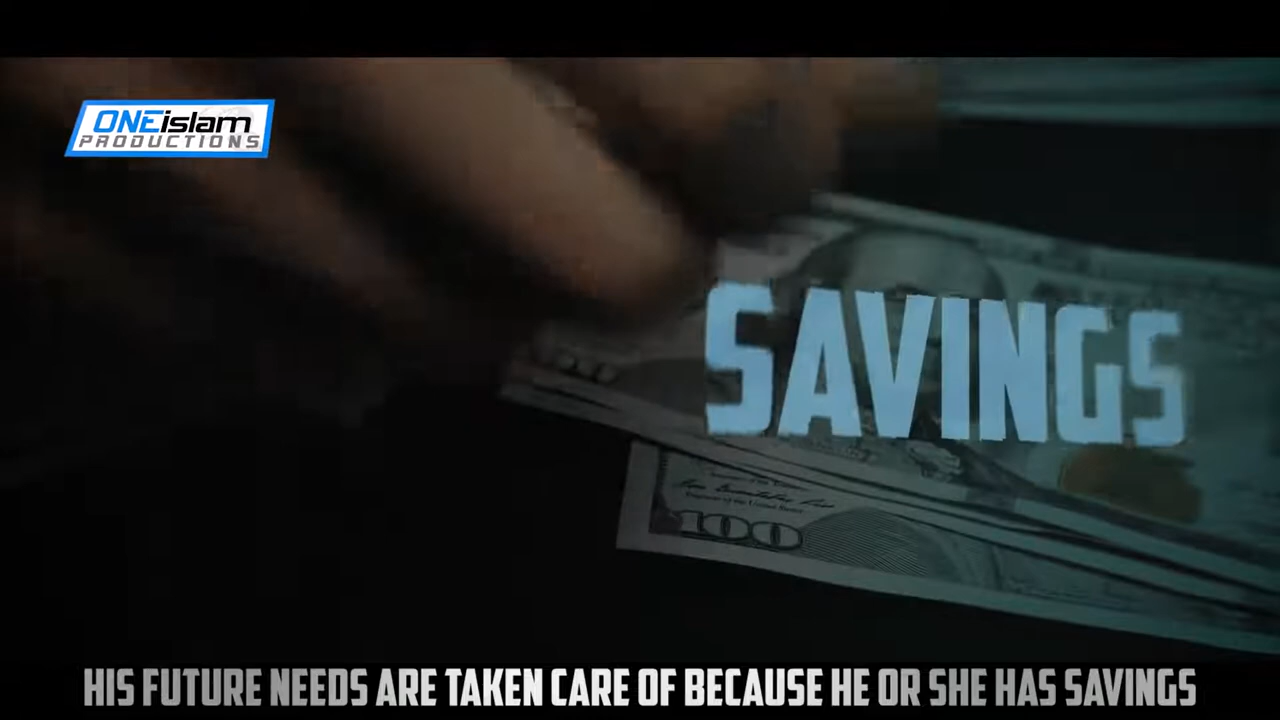 ONEislam
PRODUCTIONS
SAVINGS
100
HIS FUTURE NEEDS ARE TAKEN CARE OF BECAUSE HE OR SHE HAS SAVINGS